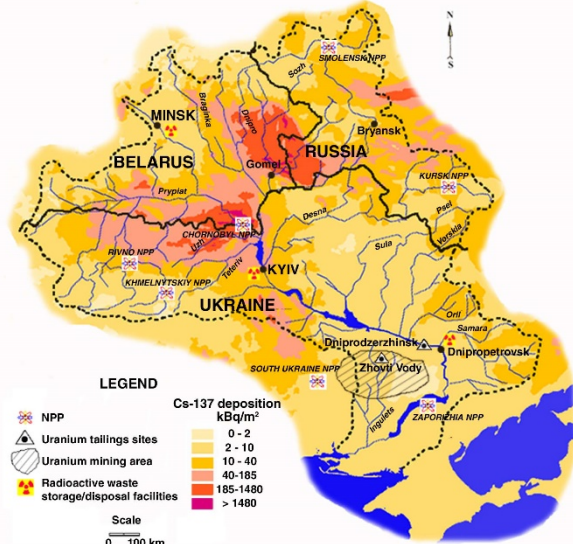 N
S
Sozh
SMOLENSK NPP
Braginka
Dnipro
MINSK
Bryansk
RUSSIA
BELARUS
Gomel
KURSK NPP
Prypiat
Psel
Desna
Vorskla
CHORNOBYL NPP
Uzh
Sula
RIVNO NPP
Teteriv
KYIV
KHMELNYTSKIY NPP
UKRAINE
Oril
Samara
Dniprodzerzhinsk
Dnipropetrovsk
Zhovti Vody
SOUTH UKRAINE NPP
Ingulets
ZAPORIZHIA NPP
LEGEND
NPP
Uranium tailings sites
Uranium mining area
Radioactive waste
storage/disposal facilities
Scale
0 100 km
Cs-137 deposition
kBq/m²
0 - 2
2 - 10
10 - 40
40-185
185-1480
> 1480